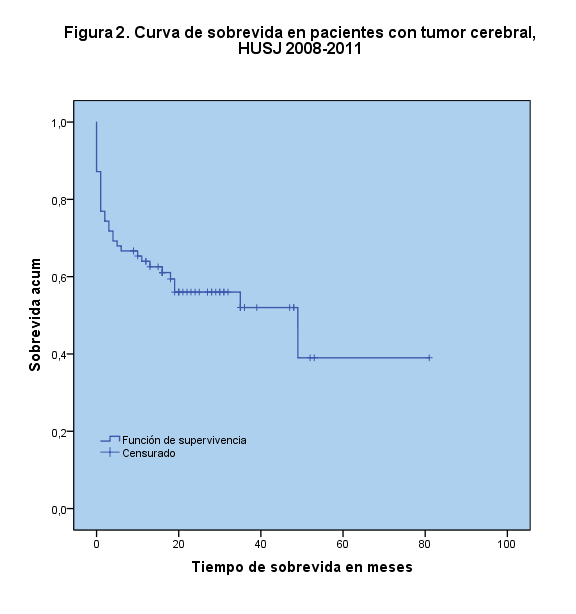 Figura 2. Curva de sobrevida en pacientes con tumor cerebral,
HUSJ 2008-2011
1,0
0,8
0,6
0,4
0,2
0,0
Sobrevida acum
Función de supervivencia
Censurado
0 20 40 60 80 100
Tiempo de sobrevida en meses